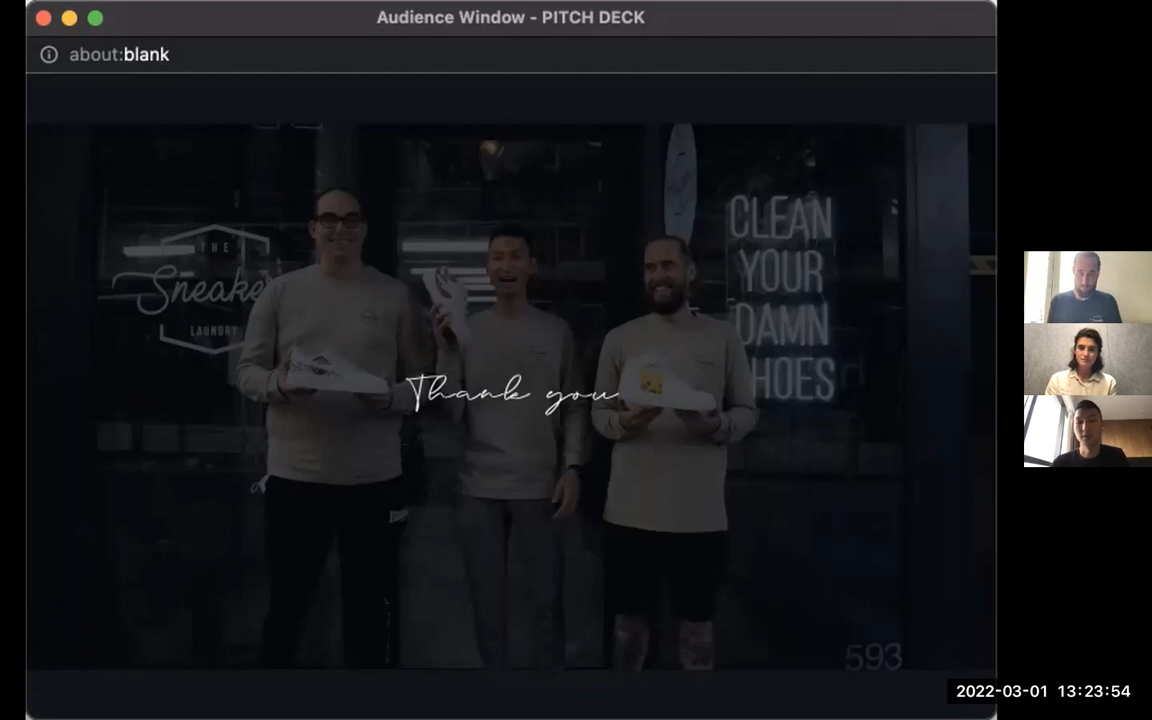 Audience Window - PITCH DECK
about:blank
THE
Sneaker
LAUNDRY
CLEAN
YOUR
DAMN
SHOES
Thank you
593
2022-03-01 13:23:54